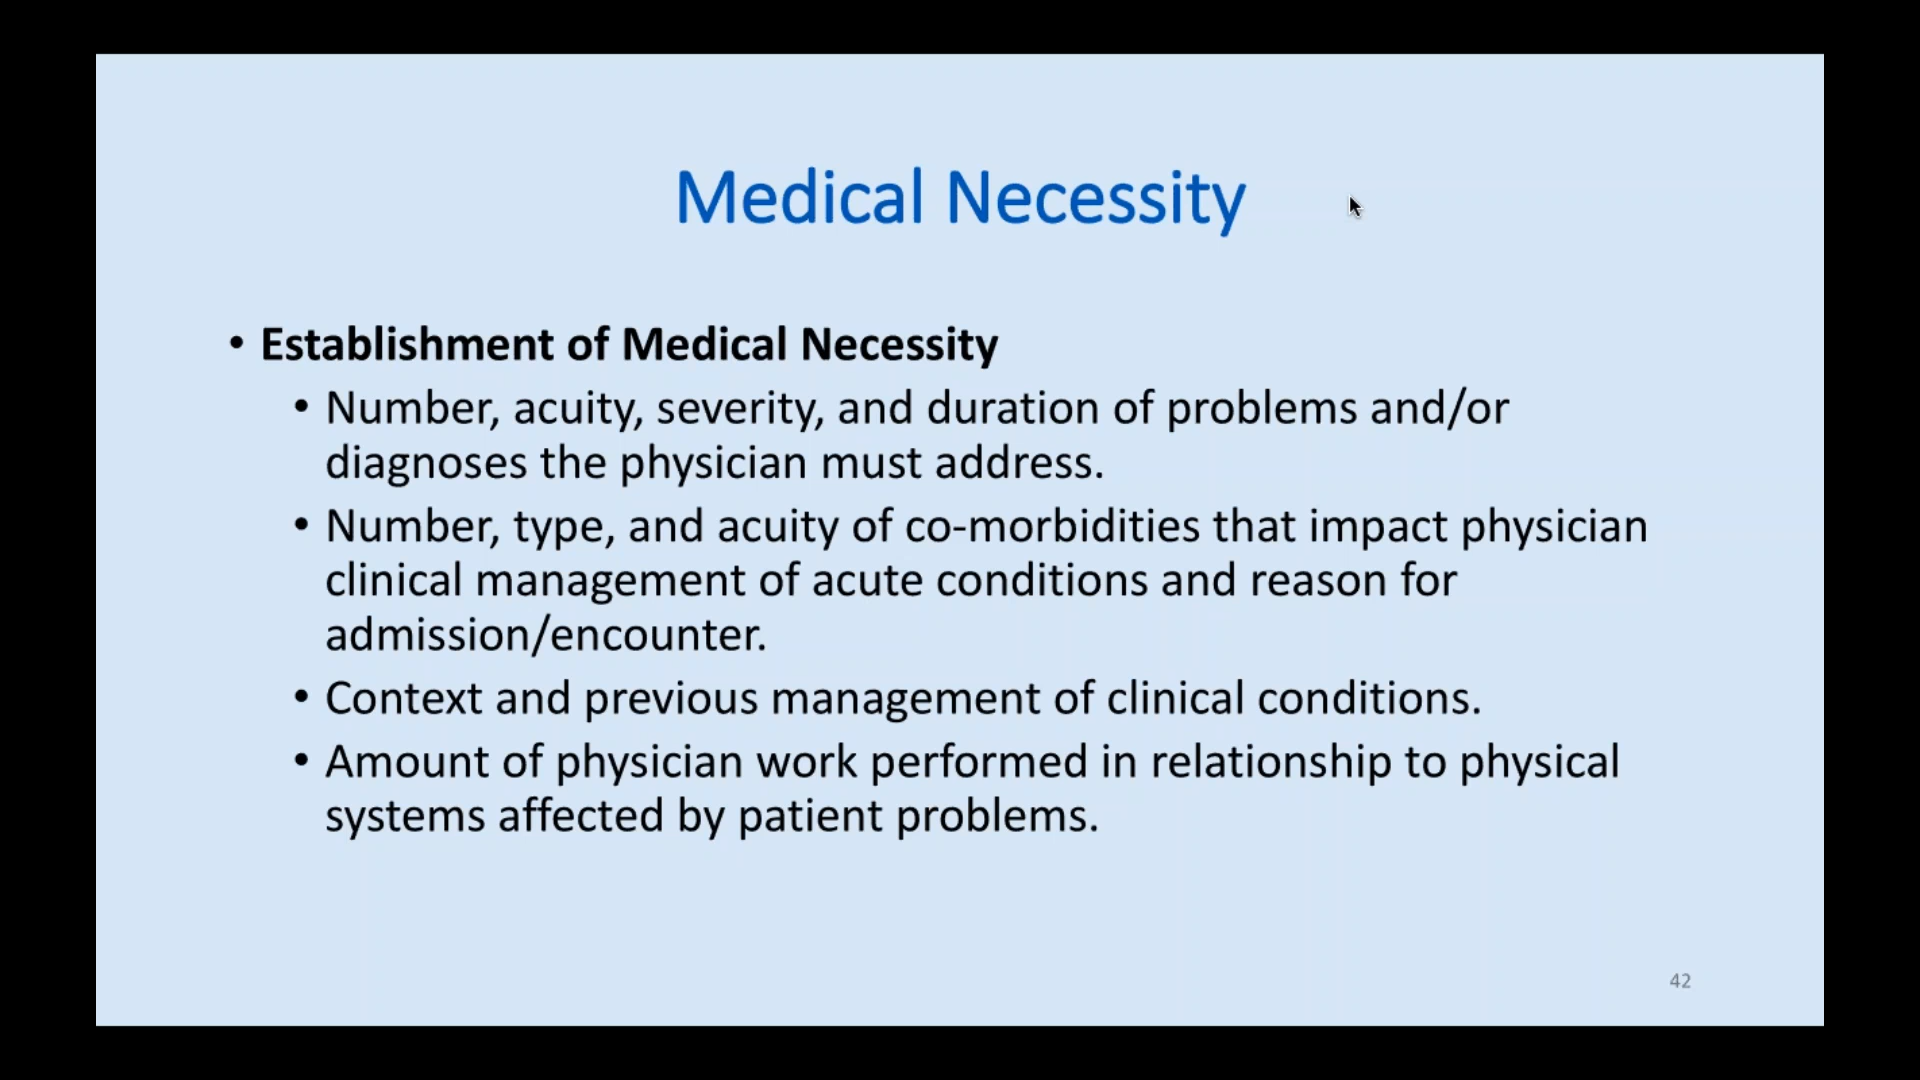 Medical Necessity
• Establishment of Medical Necessity
• Number, acuity, severity, and duration of problems and/or
diagnoses the physician must address.
• Number, type, and acuity of co-morbidities that impact physician
clinical management of acute conditions and reason for
admission/encounter.
• Context and previous management of clinical conditions.
• Amount of physician work performed in relationship to physical
systems affected by patient problems.
42